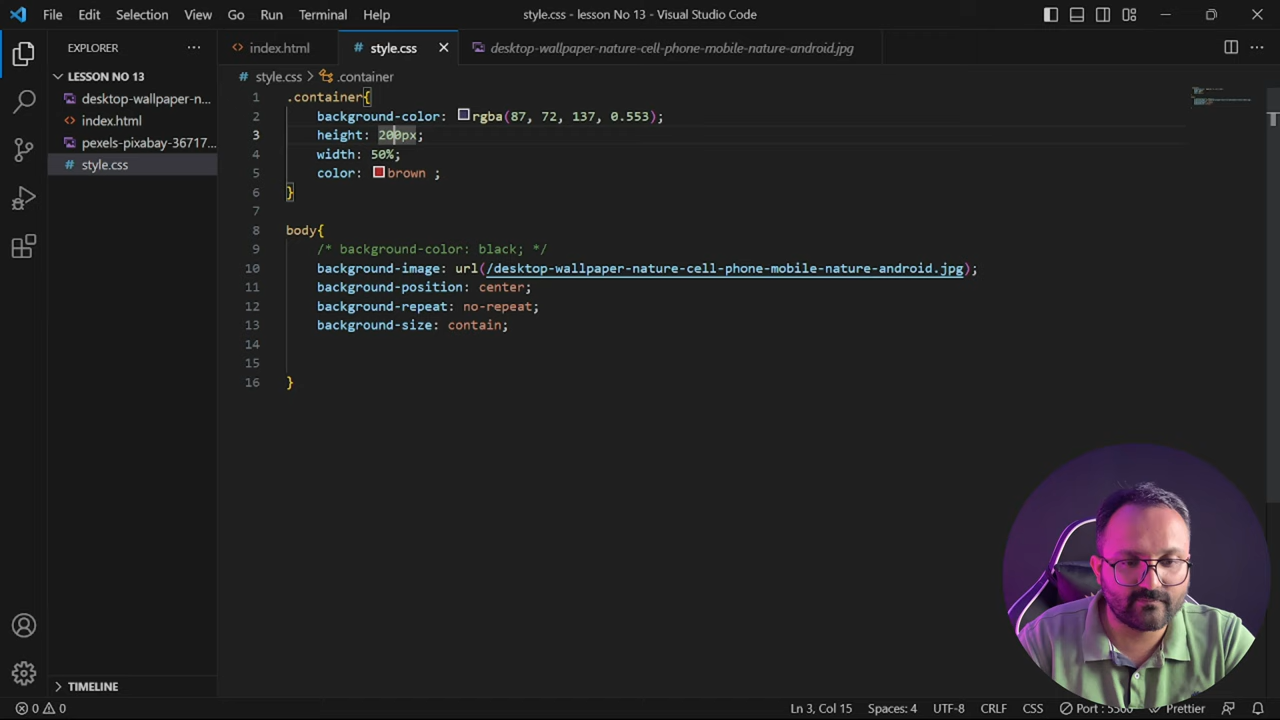 File Edit Selection View Go Run Terminal Help style.css - lesson No 13 - Visual Studio Code
EXPLORER ... <> index.html # style.css × desktop-wallpaper-nature-cell-phone-mobile-nature-android.jpg
LESSON NO 13
# style.css > .container
desktop-wallpaper-n...
<> index.html
pexels-pixabay-36717...
# style.css
1 .container{
2 background-color: rgba(87, 72, 137, 0.553);
3 height: 200px;
4 width: 50%;
5 color: brown ;
6 }
7
8 body{
9 /* background-color: black; */
10 background-image: url(/desktop-wallpaper-nature-cell-phone-mobile-nature-android.jpg);
11 background-position: center;
12 background-repeat: no-repeat;
13 background-size: contain;
14
15
16 }
TIMELINE
0 0 Ln 3, Col 15 Spaces: 4 UTF-8 CRLF CSS Port : 5500 Prettier